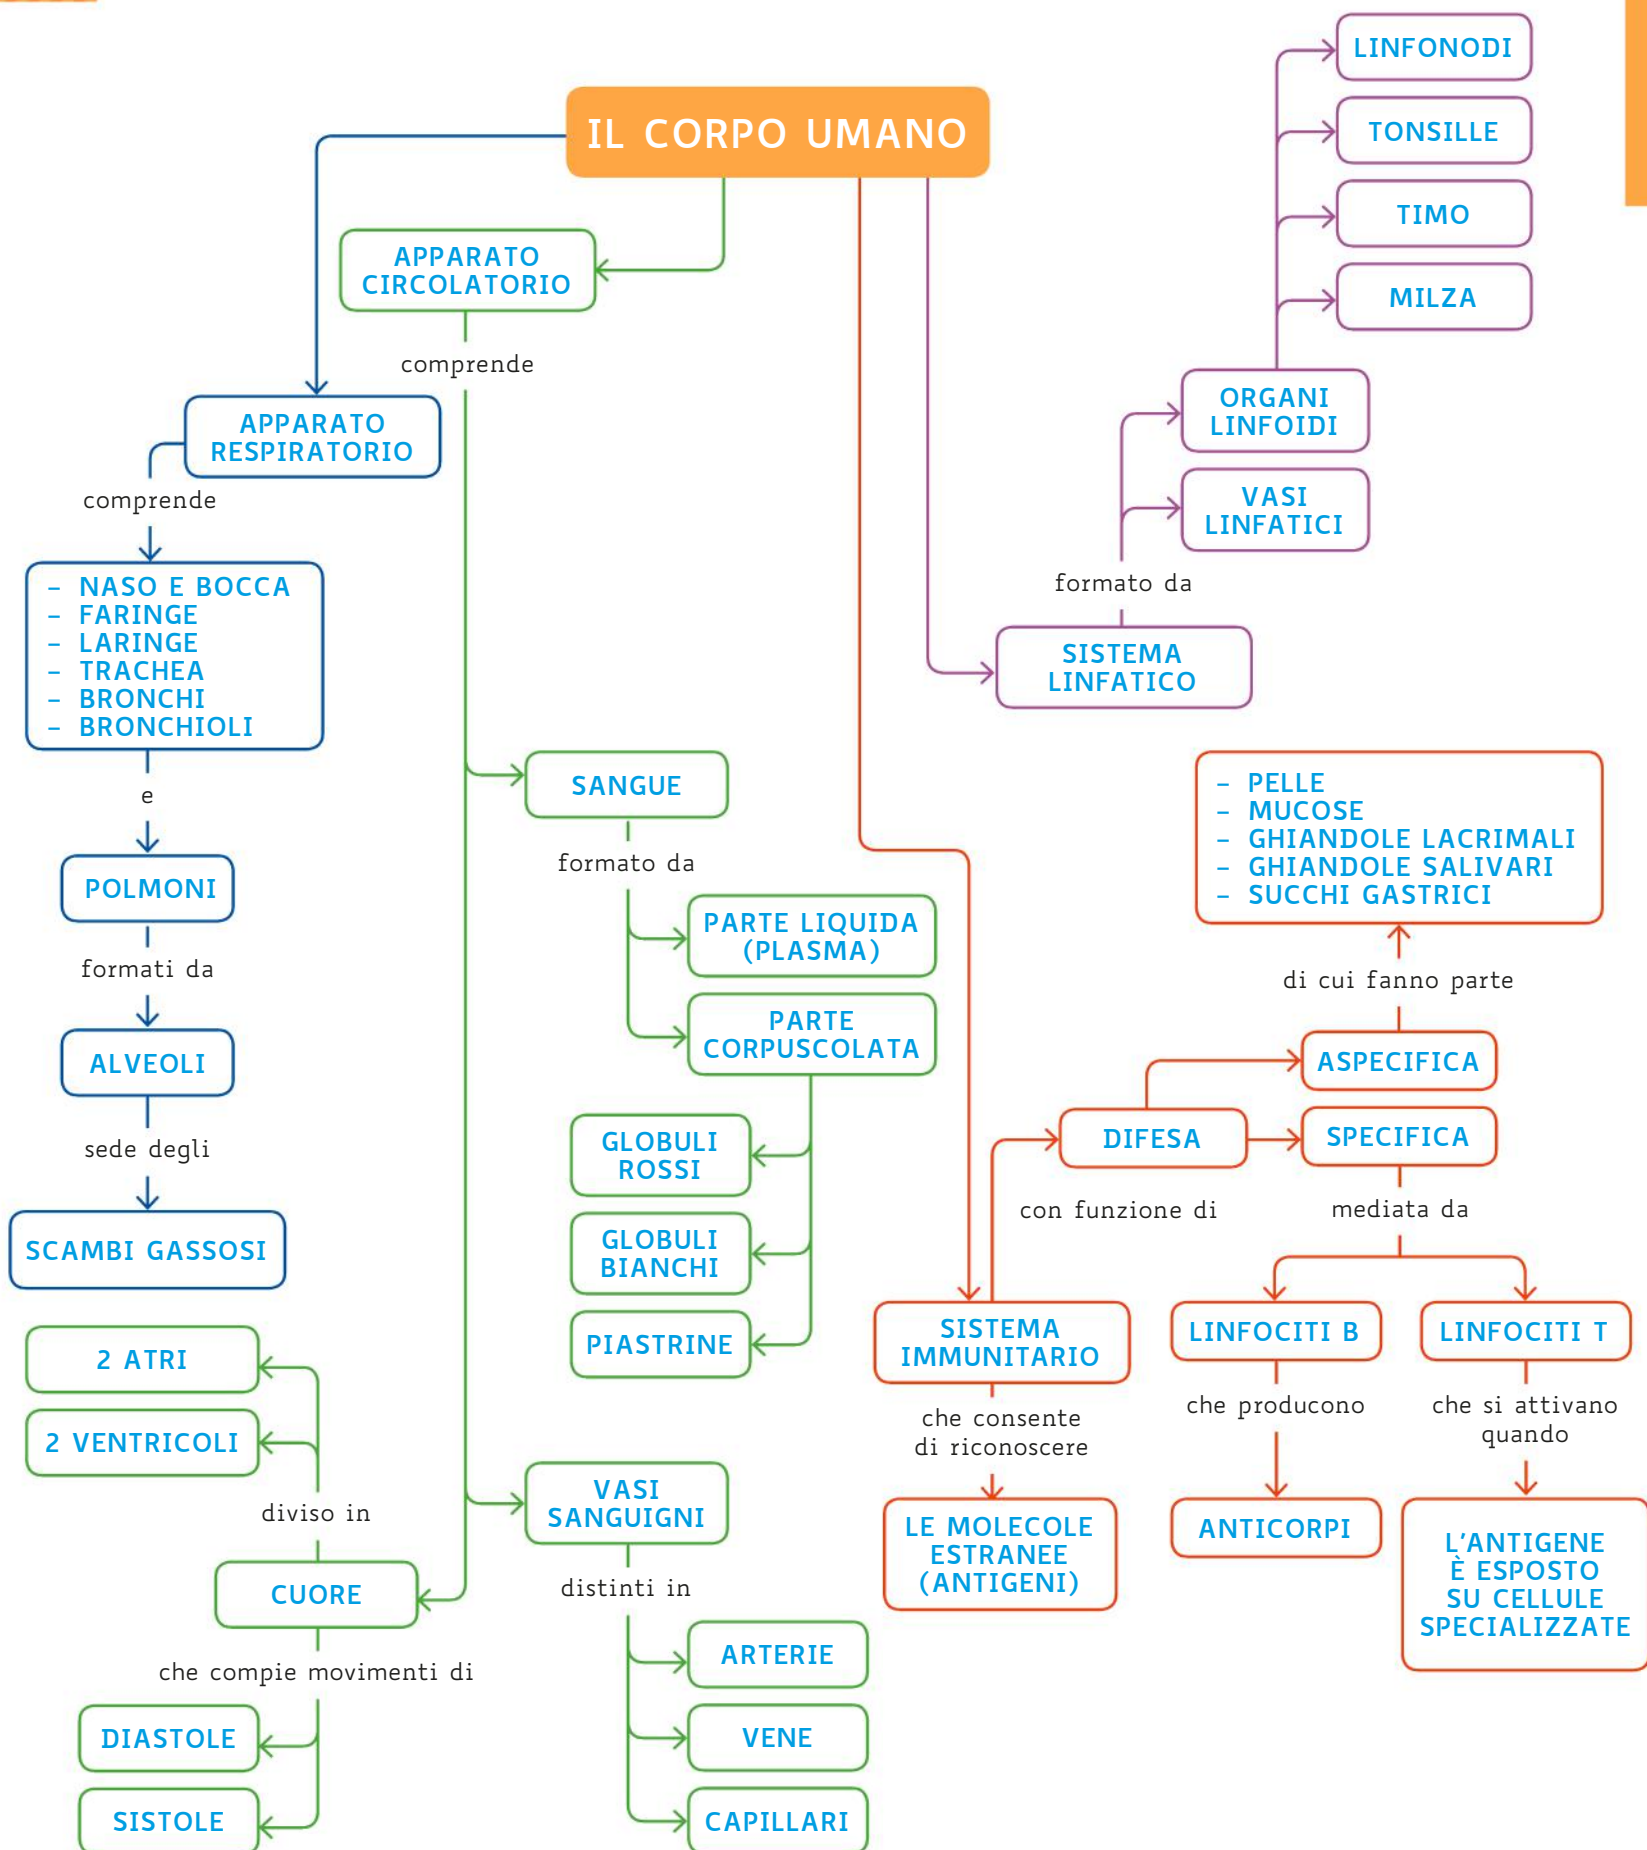 IL CORPO UMANO
APPARATO
CIRCOLATORIO
comprende
APPARATO
RESPIRATORIO
comprende
– NASO E BOCCA
– FARINGE
– LARINGE
– TRACHEA
– BRONCHI
– BRONCHIOLI
e
POLMONI
formati da
ALVEOLI
sede degli
SCAMBI GASSOSI
SANGUE
formato da
PARTE LIQUIDA
(PLASMA)
PARTE
CORPUSCOLATA
GLOBULI
ROSSI
GLOBULI
BIANCHI
PIASTRINE
VASI
SANGUIGNI
distinti in
ARTERIE
VENE
CAPILLARI
2 ATRI
2 VENTRICOLI
diviso in
CUORE
che compie movimenti di
DIASTOLE
SISTOLE
LINFONODI
TONSILLE
TIMO
MILZA
ORGANI
LINFOIDI
VASI
LINFATICI
formato da
SISTEMA
LINFATICO
– PELLE
– MUCOSE
– GHIANDOLE LACRIMALI
– GHIANDOLE SALIVARI
– SUCCHI GASTRICI
di cui fanno parte
ASPECIFICA
DIFESA
SPECIFICA
con funzione di
mediata da
SISTEMA
IMMUNITARIO
LINFOCITI B
LINFOCITI T
che consente
di riconoscere
che producono
che si attivano
quando
LE MOLECOLE
ESTRANEE
(ANTIGENI)
ANTICORPI
L'ANTIGENE
È ESPOSTO
SU CELLULE
SPECIALIZZATE